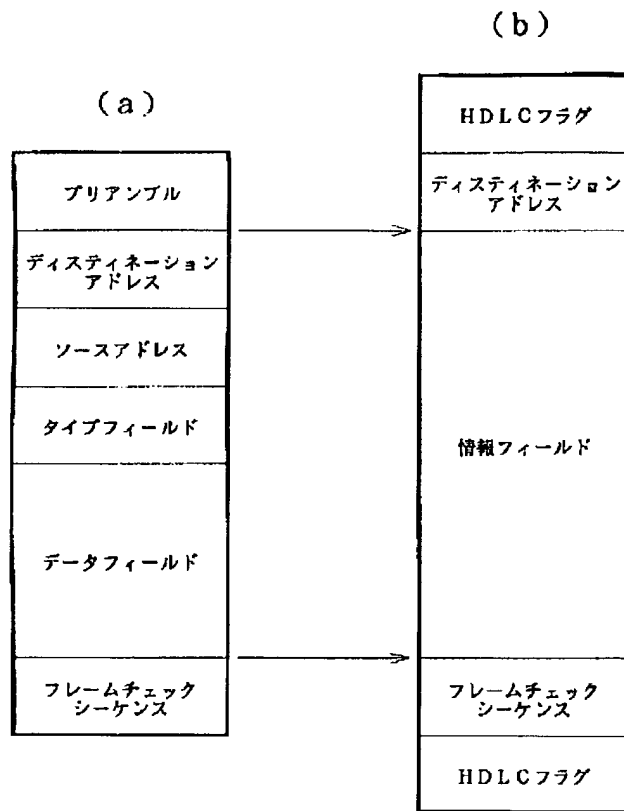 (a)
プリアンブル
ディスティネーション
アドレス
ソースアドレス
タイプフィールド
データフィールド
フレームチェック
シーケンス
(b)
HDLCフラグ
ディスティネーション
アドレス
情報フィールド
フレームチェック
シーケンス
HDLCフラグ